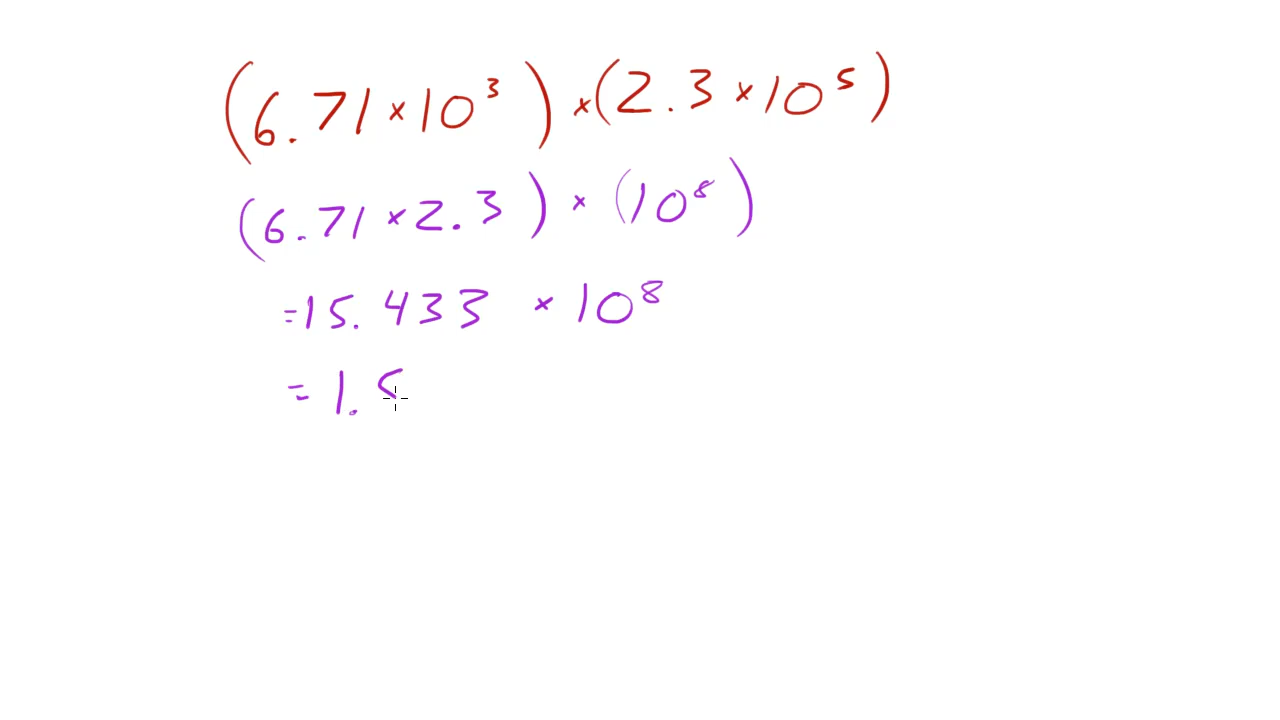 (6.71×10³)×(2.3×10⁵)
(6.71×2.3)×(10⁸)
=15.433 ×10⁸
=1.5